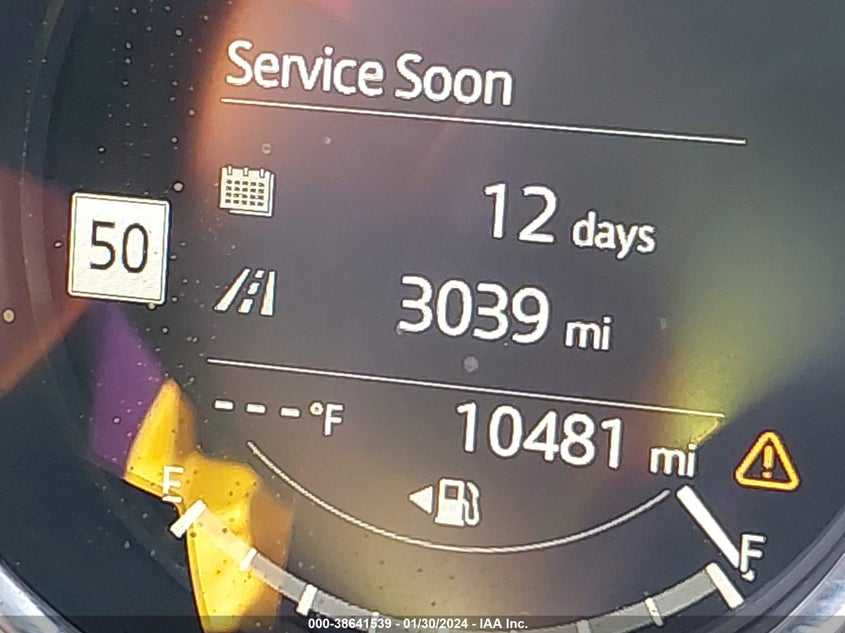 Service Soon
12 days
50
3039 mi
---°F 10481 mi
E
F
000-38641539 - 01/30/2024 - IAA Inc.